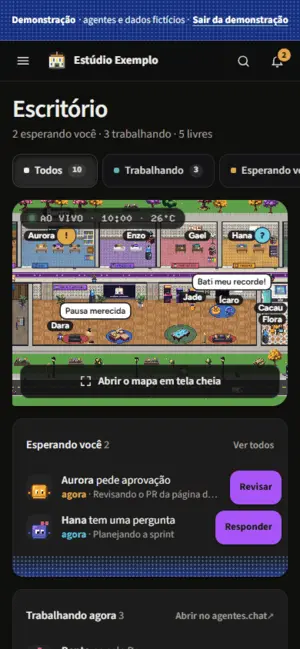 Demonstração · agentes e dados fictícios · Sair da demonstração
Estúdio Exemplo
2
Escritório
2 esperando você · 3 trabalhando · 5 livres
Todos 10
Trabalhando 3
Esperando vo
AO VIVO · 10:00 · 26°C
Aurora !
Enzo
Gael
Hana ?
Bati meu recorde!
Jade
Ícaro
Cacau
Pausa merecida
Flora
Dara
Abrir o mapa em tela cheia
Esperando você 2
Ver todos
Aurora pede aprovação
agora · Revisando o PR da página d...
Revisar
Hana tem uma pergunta
agora · Planejando a sprint
Responder
Trabalhando agora 3
Abrir no agentes.chat↗